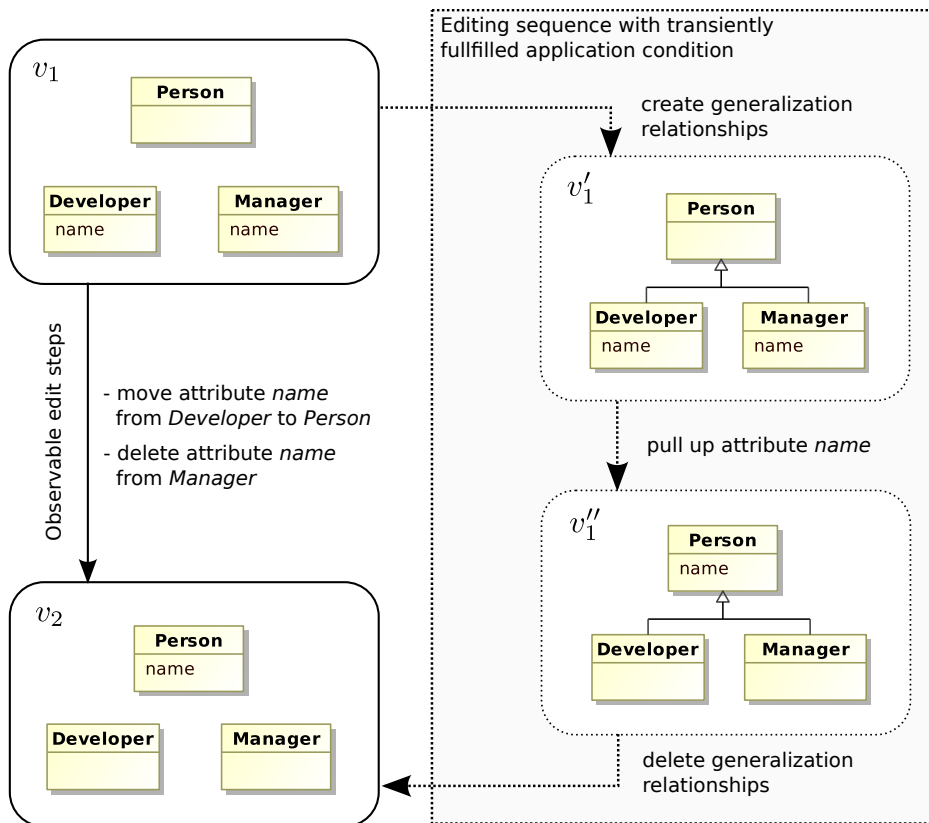 Editing sequence with transiently
fullfilled application condition
v1
Person
Developer
name
Manager
name
create generalization
relationships
v′1
Person
Developer
name
Manager
name
Observable edit steps
- move attribute name
from Developer to Person
- delete attribute name
from Manager
pull up attribute name
v′′1
Person
name
Developer
Manager
v2
Person
name
Developer
Manager
delete generalization
relationships